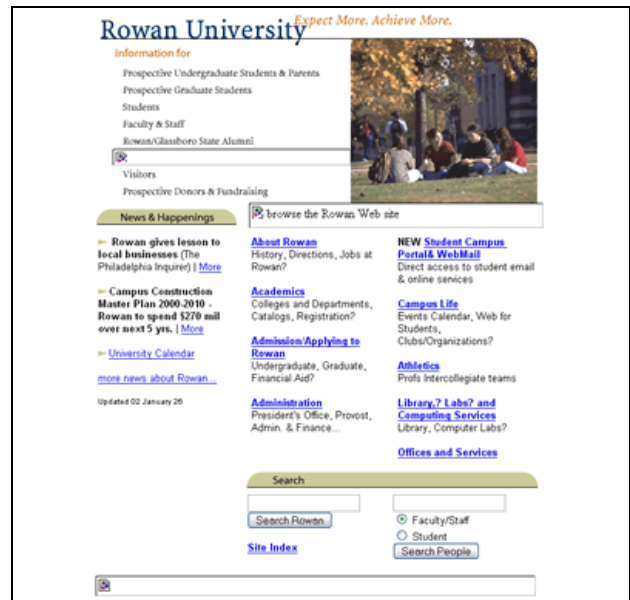 Rowan University
Expect More. Achieve More.
information for
Prospective Undergraduate Students & Parents
Prospective Graduate Students
Students
Faculty & Staff
Rowan/Glassboro State Alumni
Visitors
Prospective Donors & Fundraising
News & Happenings
Rowan gives lesson to
local businesses (The
Philadelphia Inquirer) | More
Campus Construction
Master Plan 2000-2010 -
Rowan to spend $270 mil
over next 5 yrs. | More
University Calendar
more news about Rowan...
Updated 02 January 26
browse the Rowan Web site
About Rowan
History, Directions, Jobs at
Rowan?
Academics
Colleges and Departments,
Catalogs, Registration?
Admission/Applying to
Rowan
Undergraduate, Graduate,
Financial Aid?
Administration
President's Office, Provost,
Admin. & Finance...
NEW Student Campus
Portal& WebMail
Direct access to student email
& online services
Campus Life
Events Calendar, Web for
Students,
Clubs/Organizations?
Athletics
Profs Intercollegiate teams
Library,? Labs? and
Computing Services
Library, Computer Labs?
Offices and Services
Search
Search Rowan
Site Index
Faculty/Staff
Student
Search People